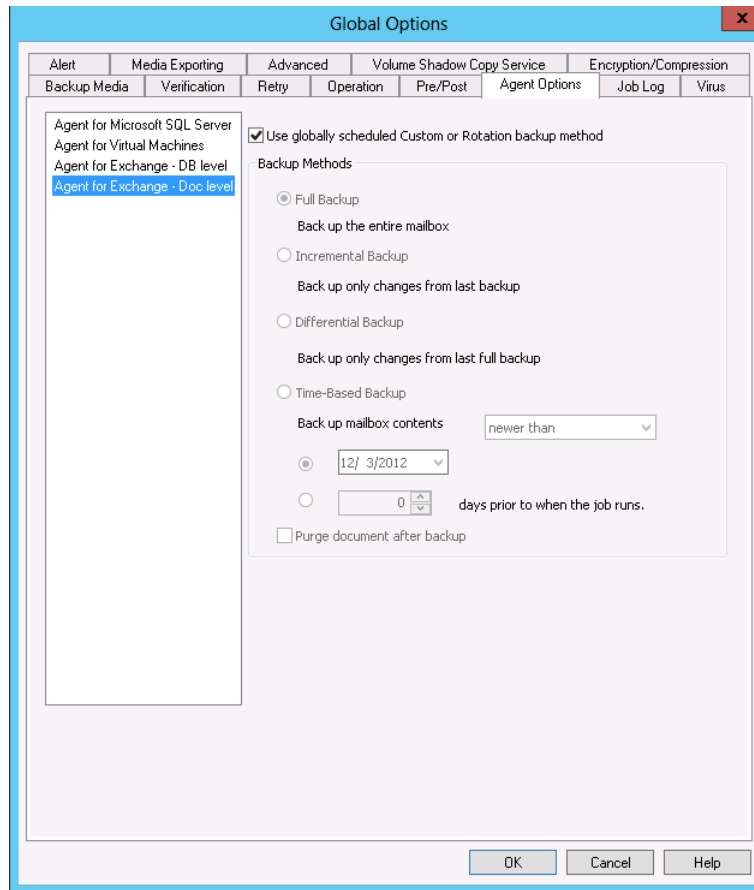 Global Options
x
Alert Media Exporting Advanced Volume Shadow Copy Service Encryption/Compression
Backup Media Verification Retry Operation Pre/Post Agent Options Job Log Virus
Agent for Microsoft SQL Server
Agent for Virtual Machines
Agent for Exchange - DB level
Agent for Exchange - Doc level
Use globally scheduled Custom or Rotation backup method
Backup Methods
Full Backup
Back up the entire mailbox
Incremental Backup
Back up only changes from last backup
Differential Backup
Back up only changes from last full backup
Time-Based Backup
Back up mailbox contents newer than
12/ 3/2012
0 days prior to when the job runs.
Purge document after backup
OK Cancel Help